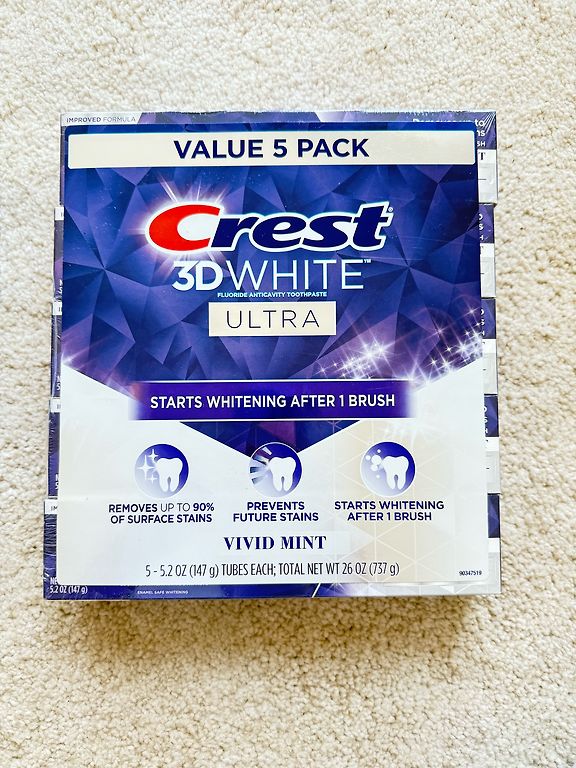 IMPROVED FORMULA
VALUE 5 PACK
Crest
3DWHITE™
FLUORIDE ANTICAVITY TOOTHPASTE
ULTRA
STARTS WHITENING AFTER 1 BRUSH
REMOVES UP TO 90%
OF SURFACE STAINS
PREVENTS
FUTURE STAINS
STARTS WHITENING
AFTER 1 BRUSH
VIVID MINT
5 - 5.2 OZ (147 g) TUBES EACH; TOTAL NET WT 26 OZ (737 g)
90347519
5.2 OZ (147 g)
ENAMEL SAFE WHITENING